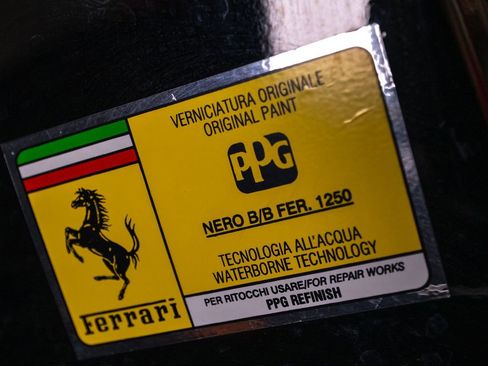 VERNICIATURA ORIGINALE
ORIGINAL PAINT
PPG
NERO B/B FER. 1250
TECNOLOGIA ALL'ACQUA
WATERBORNE TECHNOLOGY
PER RITOCCHI USARE/FOR REPAIR WORKS
PPG REFINISH
Ferrari